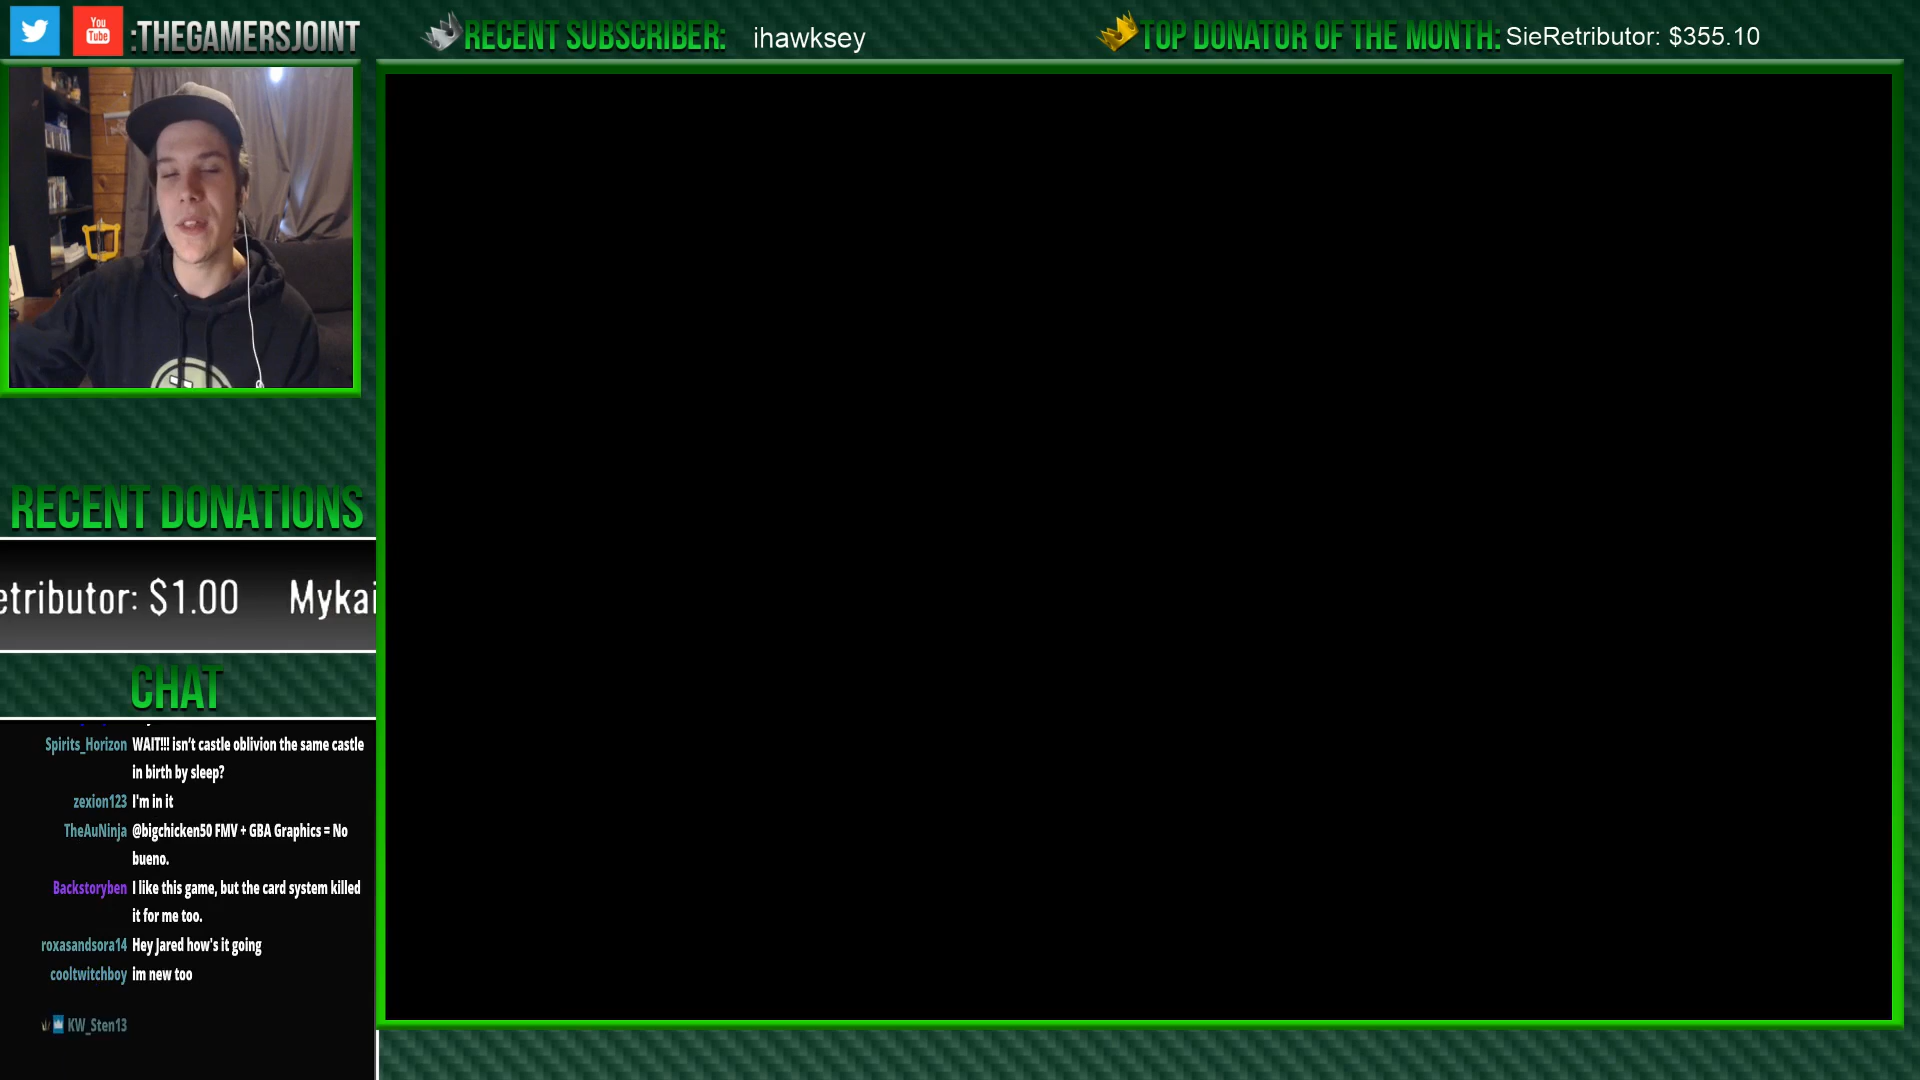 You
Tube
:THEGAMERSJOINT
RECENT SUBSCRIBER: ihawksey
TOP DONATOR OF THE MONTH: SieRetributor: $355.10
RECENT DONATIONS
etributor: $1.00 Mykai
CHAT
Spirits_Horizon WAIT!!! isn't castle oblivion the same castle
in birth by sleep?
zexion123 I'm in it
TheAuNinja @bigchicken50 FMV + GBA Graphics = No
bueno.
Backstoryben I like this game, but the card system killed
it for me too.
roxasandsora14 Hey Jared how's it going
cooltwitchboy im new too
KW_Sten13